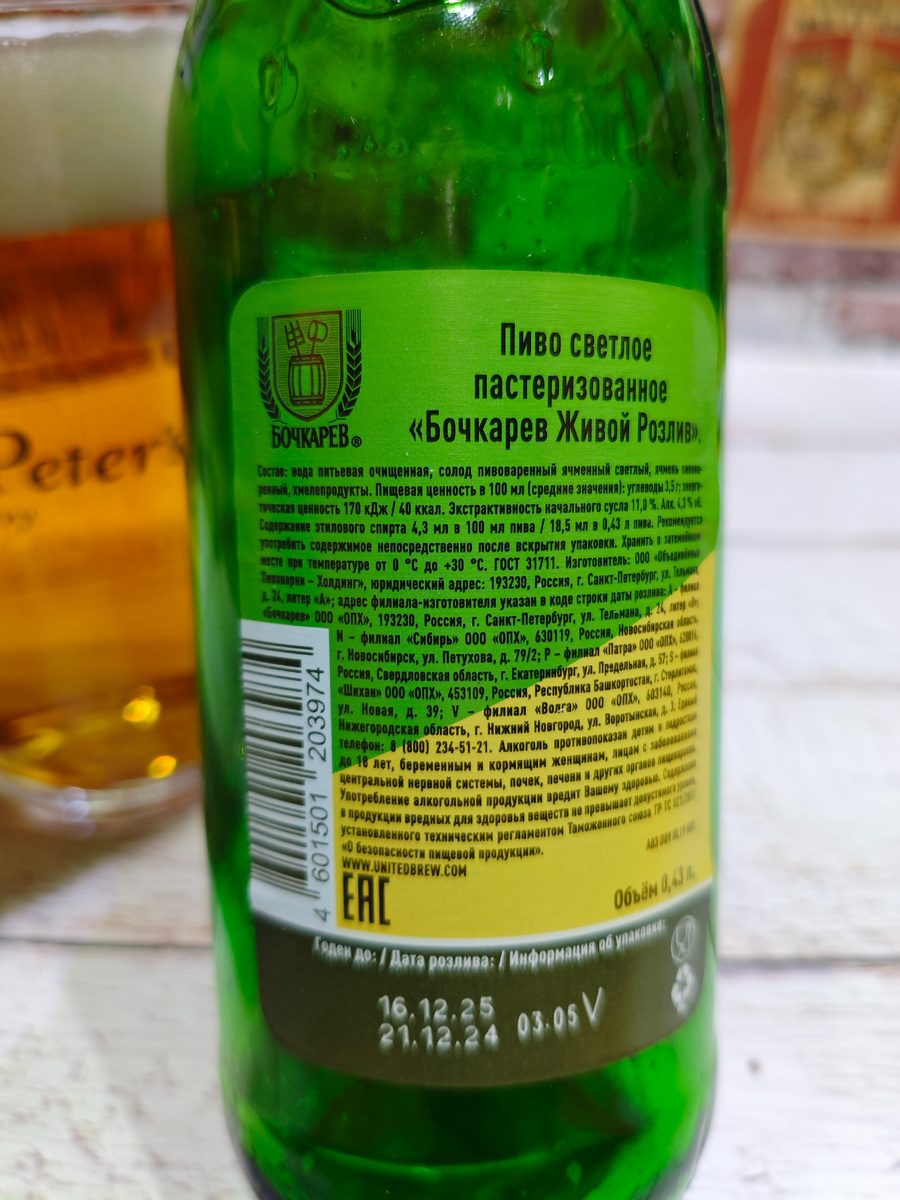 Peter
БОЧКАРЕВ®
Пиво светлое
пастеризованное
«Бочкарев Живой Розлив».
Состав: вода питьевая очищенная, солод пивоваренный ячменный светлый, ячмень пивова-
ренный, хмелепродукты. Пищевая ценность в 100 мл (средние значения): углеводы 3,5 г; энерге-
тическая ценность 170 кДж / 40 ккал. Экстрактивность начального сусла 11,0 %. Алк. 4,3 % об.
Содержание этилового спирта 4,3 мл в 100 мл пива / 18,5 мл в 0,43 л пива. Рекомендуется
употребить содержимое непосредственно после вскрытия упаковки. Хранить в затемнённом
месте при температуре от 0 °C до +30 °C. ГОСТ 31711. Изготовитель: ООО «Объединённые
Пивоварни – Холдинг», юридический адрес: 193230, Россия, г. Санкт-Петербург, ул. Тельмана,
д. 24, литер «А»; адрес филиала-изготовителя указан в коде строки даты розлива: A – филиал
«Бочкарев» ООО «ОПХ», 193230, Россия, г. Санкт-Петербург, ул. Тельмана, д. 24, литер
N – филиал «Сибирь» ООО «ОПХ», 630119, Россия, Новосибирская область,
г. Новосибирск, ул. Петухова, д. 79/2; P – филиал «Патра» ООО «ОПХ», 620016,
Россия, Свердловская область, г. Екатеринбург, ул. Предельная, д. 57; S – филиал
«Шихан» ООО «ОПХ», 453109, Россия, Республика Башкортостан, г. Стерлитамак,
ул. Новая, д. 39; V – филиал «Волга» ООО «ОПХ», 603140, Россия,
Нижегородская область, г. Нижний Новгород, ул. Воротынская, д. 3. Единый
телефон: 8 (800) 234-51-21. Алкоголь противопоказан детям и подросткам
до 18 лет, беременным и кормящим женщинам, лицам с заболеваниями
центральной нервной системы, почек, печени и других органов пищеварения.
Употребление алкогольной продукции вредит Вашему здоровью. Содержание
в продукции вредных для здоровья веществ не превышает допустимого уровня,
установленного техническим регламентом Таможенного союза ТР ТС 021/2011
«О безопасности пищевой продукции».
WWW.UNITEDBREW.COM
EAC
Объём 0,43 л.
4 601501 203974
Годен до: / Дата розлива: / Информация об упаковке:
16.12.25
21.12.24 03.05 V